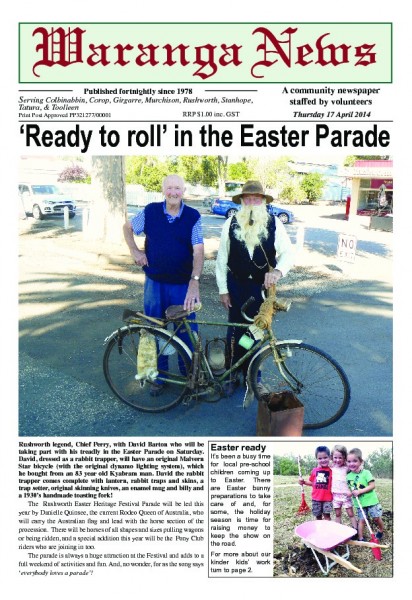 Waranga News
Published fortnightly since 1978
Serving Colbinabbin, Corop, Girgarre, Murchison, Rushworth, Stanhope,
Tatura, & Toolleen
Print Post Approved PP321277/00001
RRP$1.00 inc. GST
A community newspaper
staffed by volunteers
Thursday 17 April 2014
‘Ready to roll’ in the Easter Parade
NO
EXIT
Rushworth legend, Chief Perry, with David Barton who will be
taking part with his treadly in the Easter Parade on Saturday.
David, dressed as a rabbit trapper, will have an original Malvern
Star bicycle (with the original dynamo lighting system), which
he bought from an 83 year old Kyabram man. David the rabbit
trapper comes complete with lantern, rabbit traps and skins, a
trap setter, original skinning knives, an enamel mug and billy and
a 1930’s handmade toasting fork!
The Rushworth Easter Heritage Festival Parade will be led this
year by Danielle Quinane, the current Rodeo Queen of Australia, who
will carry the Australian flag and lead with the horse section of the
procession. There will be horses of all shapes and sizes pulling wagons
or being ridden, and a special addition this year will be the Pony Club
riders who are joining in too.
The parade is always a huge attraction at the Festival and adds to a
full weekend of activities and fun. And, no wonder, for as the song says
‘everybody loves a parade’!
Easter ready
It’s been a busy time
for local pre-school
children coming up
to Easter. There
are Easter bunny
preparations to take
care of and, for
some, the holiday
season is time for
raising money to
keep the show on
the road.
For more about our
kinder kids’ work
turn to page 2.